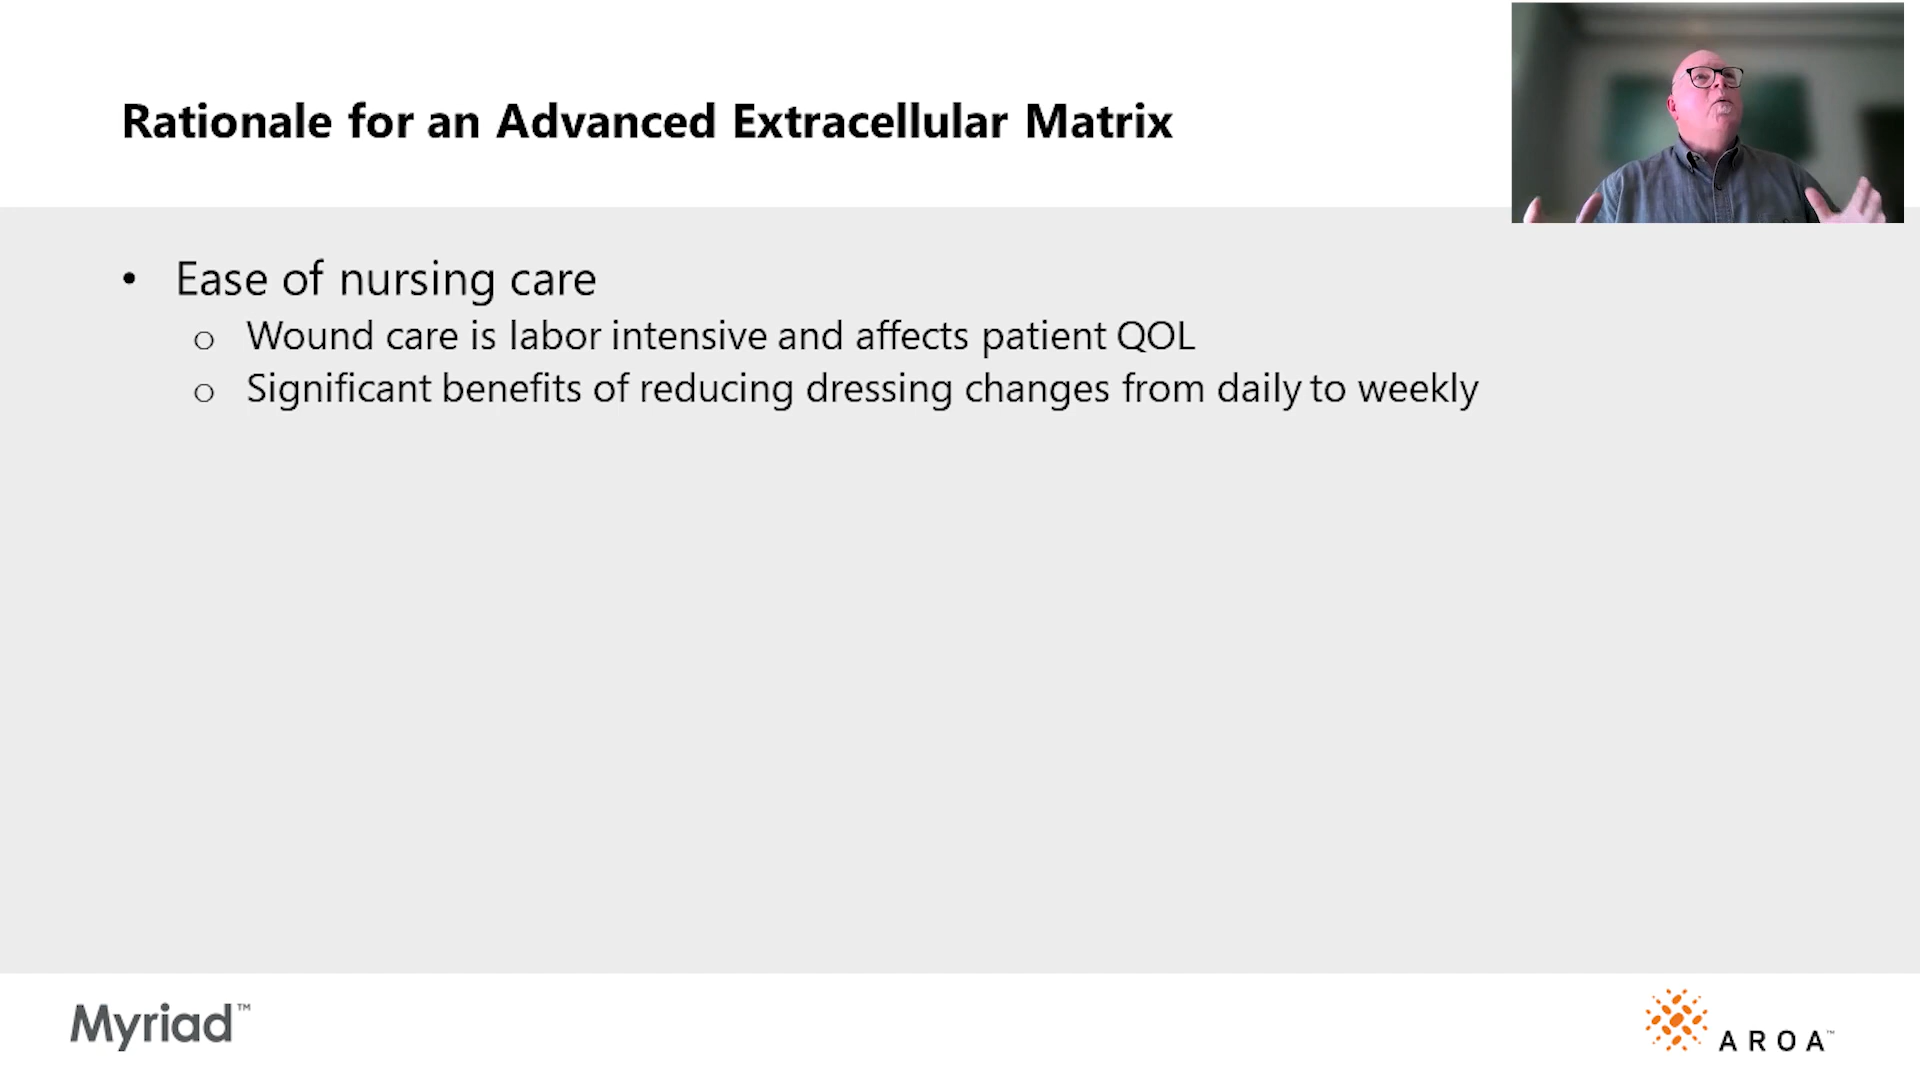 Rationale for an Advanced Extracellular Matrix
• Ease of nursing care
o Wound care is labor intensive and affects patient QOL
o Significant benefits of reducing dressing changes from daily to weekly
Myriad™
AROA™